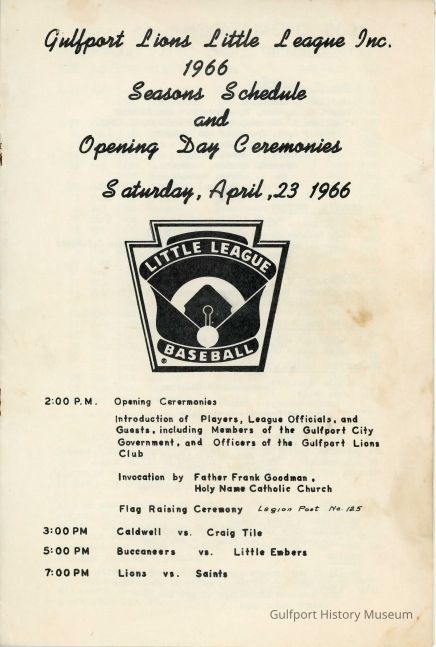 Gulfport Lions Little League Inc.
1966
Seasons Schedule
and
Opening Day Ceremonies
Saturday, April ,23 1966
LITTLE LEAGUE
BASEBALL
®
2:00 P.M. Opening Ceremonies
Introduction of Players, League Officials, and
Guests, including Members of the Gulfport City
Government, and Officers of the Gulfport Lions
Club
Invocation by Father Frank Goodman,
Holy Name Catholic Church
Flag Raising Ceremony Legion Post No. 125
3:00 PM Caldwell vs. Craig Tile
5:00 PM Buccaneers vs. Little Embers
7:00 PM Lions vs. Saints
Gulfport History Museum